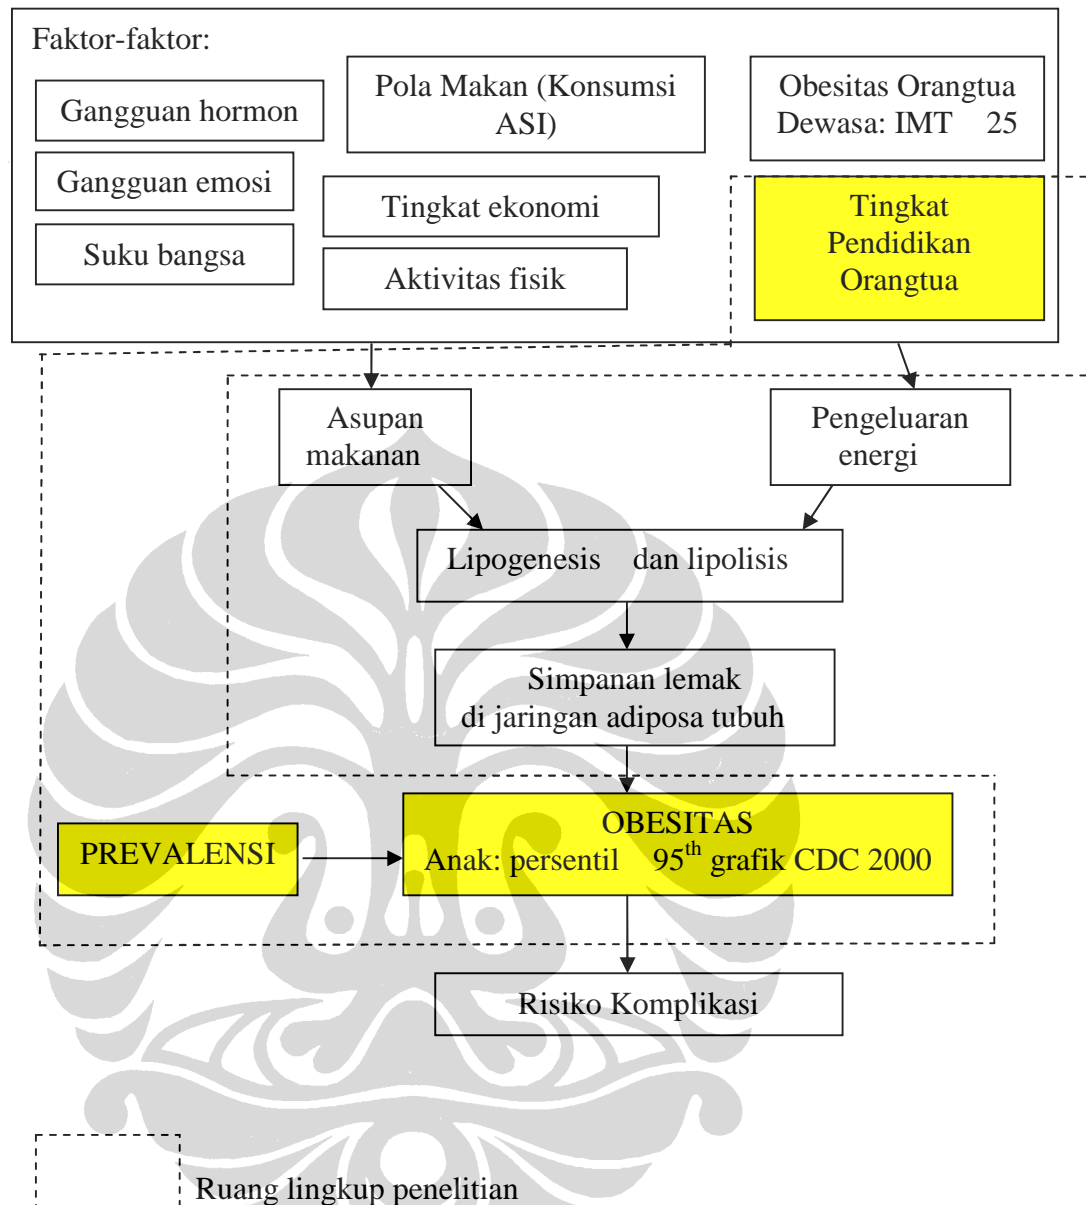 Faktor-faktor:
Gangguan hormon
Gangguan emosi
Suku bangsa
Pola Makan (Konsumsi
ASI)
Tingkat ekonomi
Aktivitas fisik
Obesitas Orangtua
Dewasa: IMT 25
Tingkat
Pendidikan
Orangtua
Asupan
makanan
Pengeluaran
energi
Lipogenesis dan lipolisis
Simpanan lemak
di jaringan adiposa tubuh
PREVALENSI
OBESITAS
Anak: persentil 95th grafik CDC 2000
Risiko Komplikasi
Ruang lingkup penelitian